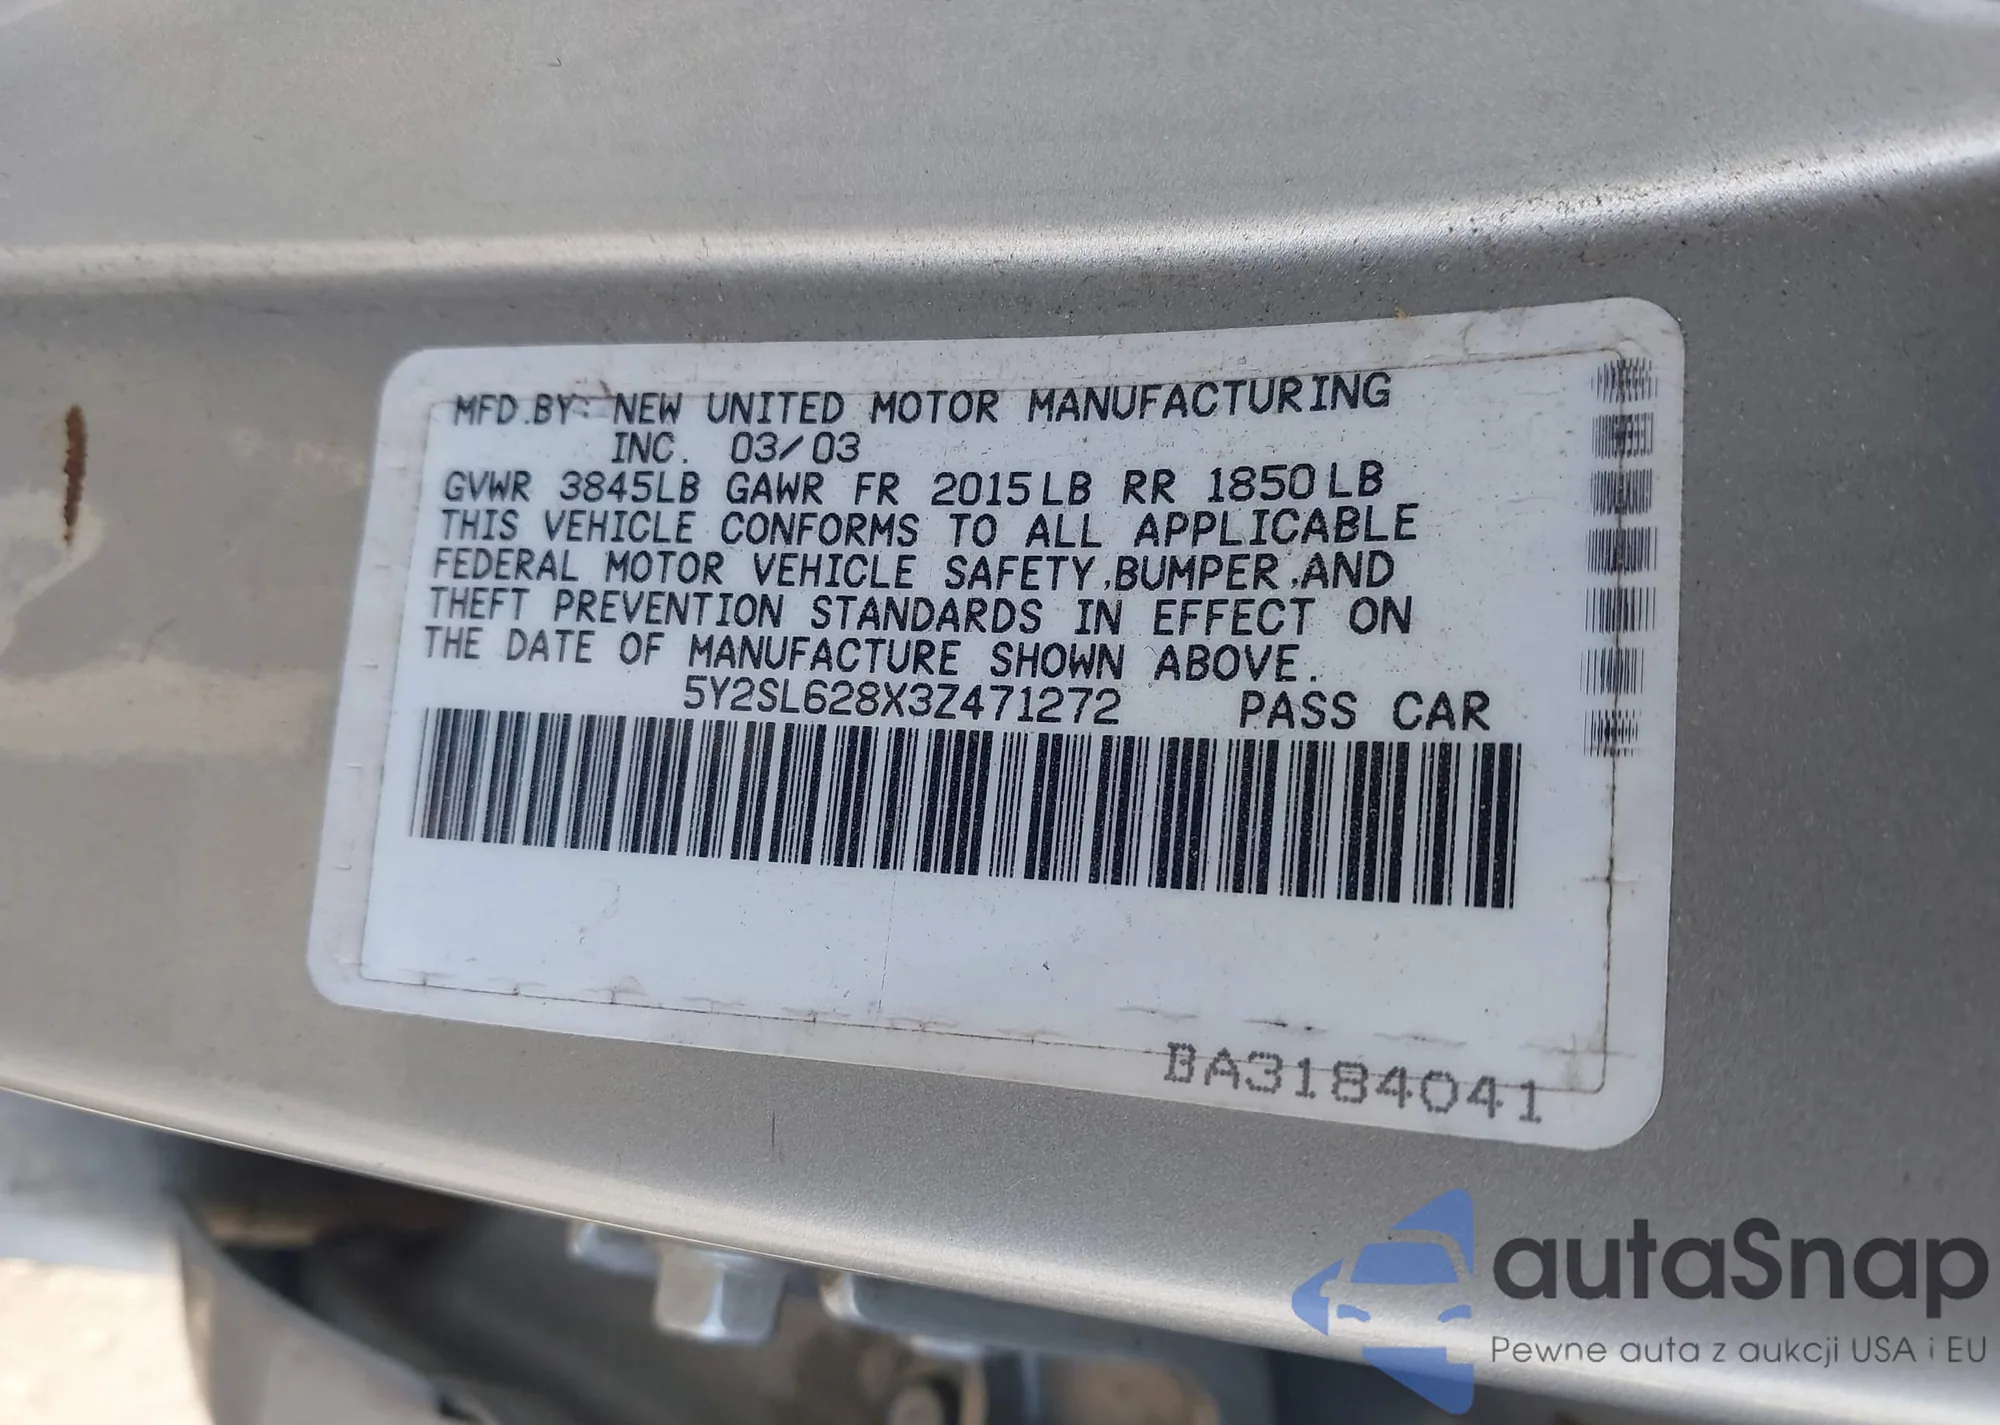 MFD.BY: NEW UNITED MOTOR MANUFACTURING
INC. 03/03
GVWR 3845LB GAWR FR 2015LB RR 1850LB
THIS VEHICLE CONFORMS TO ALL APPLICABLE
FEDERAL MOTOR VEHICLE SAFETY,BUMPER,AND
THEFT PREVENTION STANDARDS IN EFFECT ON
THE DATE OF MANUFACTURE SHOWN ABOVE.
5Y2SL628X3Z471272 PASS CAR
BA3184041
autaSnap
Pewne auta z aukcji USA i EU